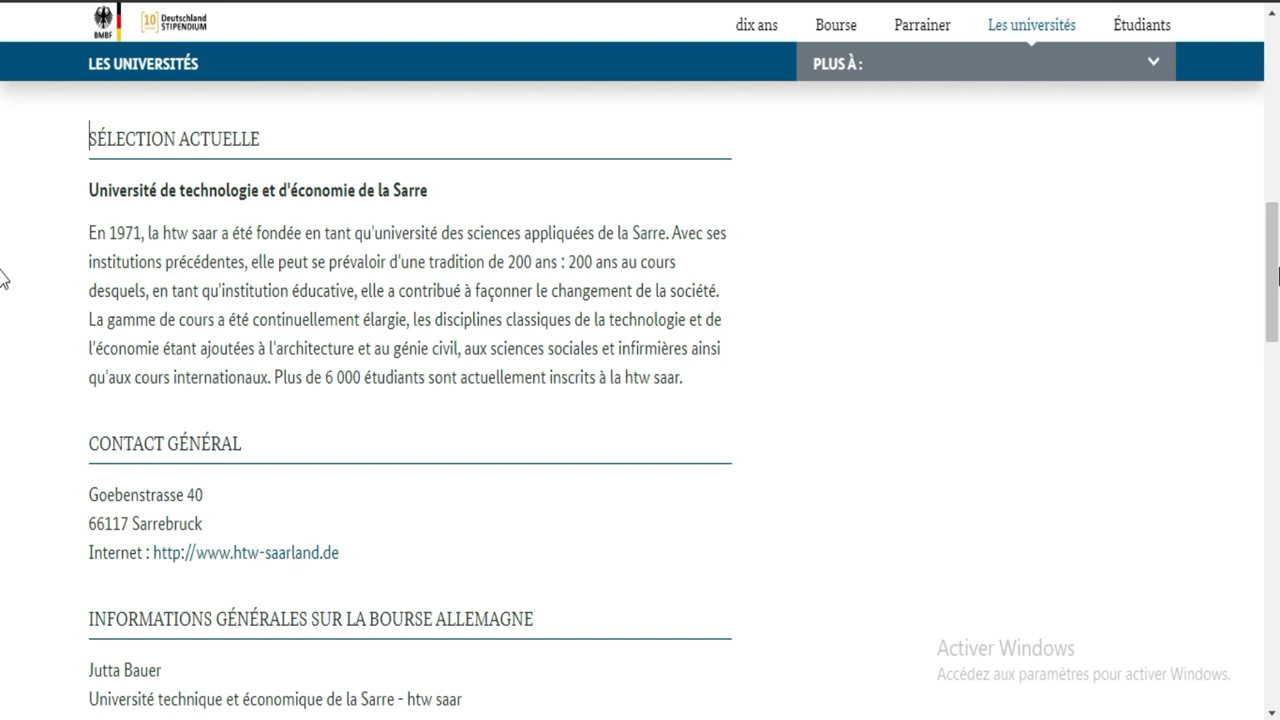 BMBF
10
Deutschland
STIPENDIUM
dix ans
Bourse
Parrainer
Les universités
Étudiants
LES UNIVERSITÉS
PLUS À :
SÉLECTION ACTUELLE
Université de technologie et d'économie de la Sarre
En 1971, la htw saar a été fondée en tant qu'université des sciences appliquées de la Sarre. Avec ses
institutions précédentes, elle peut se prévaloir d'une tradition de 200 ans : 200 ans au cours
desquels, en tant qu'institution éducative, elle a contribué à façonner le changement de la société.
La gamme de cours a été continuellement élargie, les disciplines classiques de la technologie et de
l'économie étant ajoutées à l'architecture et au génie civil, aux sciences sociales et infirmières ainsi
qu'aux cours internationaux. Plus de 6 000 étudiants sont actuellement inscrits à la htw saar.
CONTACT GÉNÉRAL
Goebenstrasse 40
66117 Sarrebruck
Internet : http://www.htw-saarland.de
INFORMATIONS GÉNÉRALES SUR LA BOURSE ALLEMAGNE
Jutta Bauer
Université technique et économique de la Sarre - htw saar
Activer Windows
Accédez aux paramètres pour activer Windows.